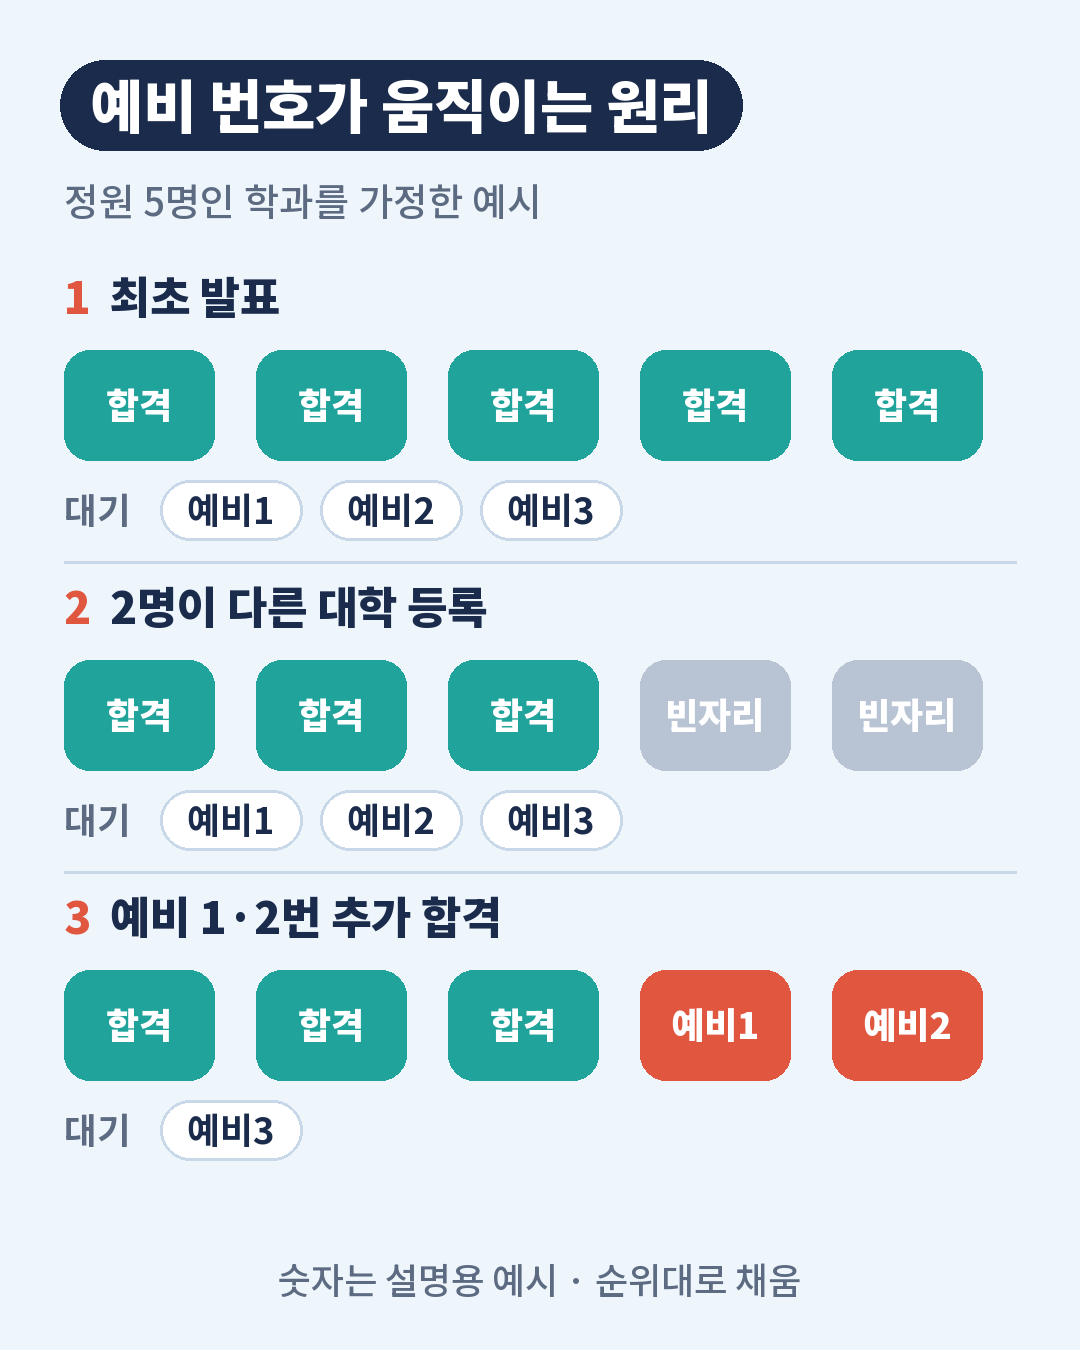 예비 번호가 움직이는 원리
정원 5명인 학과를 가정한 예시
1 최초 발표
합격 합격 합격 합격 합격
대기 예비1 예비2 예비3
2 2명이 다른 대학 등록
합격 합격 합격 빈자리 빈자리
대기 예비1 예비2 예비3
3 예비 1·2번 추가 합격
합격 합격 합격 예비1 예비2
대기 예비3
숫자는 설명용 예시 · 순위대로 채움